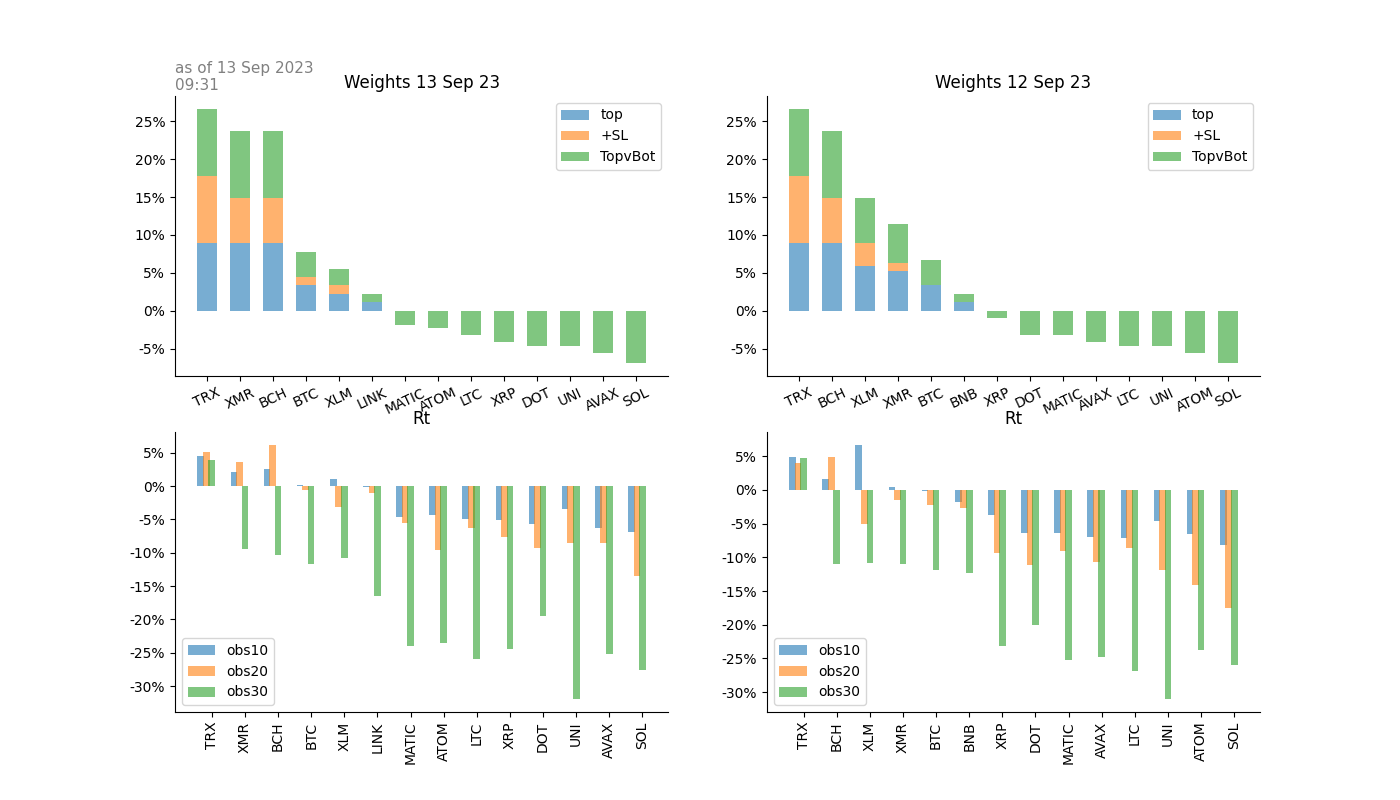 as of 13 Sep 2023
09:31
Weights 13 Sep 23
25%
20%
15%
10%
5%
0%
-5%
top
+SL
TopvBot
TRX XMR BCH BTC XLM LINK MATIC ATOM LTC XRP DOT UNI AVAX SOL
Weights 12 Sep 23
25%
20%
15%
10%
5%
0%
-5%
top
+SL
TopvBot
TRX BCH XLM XMR BTC BNB XRP DOT MATIC AVAX LTC UNI ATOM SOL
Rt
5%
0%
-5%
-10%
-15%
-20%
-25%
-30%
obs10
obs20
obs30
TRX XMR BCH BTC XLM LINK MATIC ATOM LTC XRP DOT UNI AVAX SOL
Rt
5%
0%
-5%
-10%
-15%
-20%
-25%
-30%
obs10
obs20
obs30
TRX BCH XLM XMR BTC BNB XRP DOT MATIC AVAX LTC UNI ATOM SOL